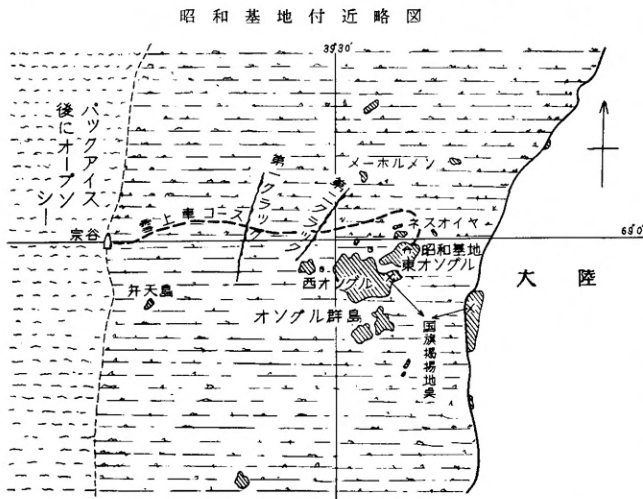 昭和基地付近略図
39°30'
パックアイス
後にオープン
シー
メーホルメン
第一クラック
第二クラック
雪上車コース
ネスオイヤ
宗谷
69°0'
昭和基地
東オングル
西オングル
大陸
弁天島
オングル群島
国旗掲揚地奌